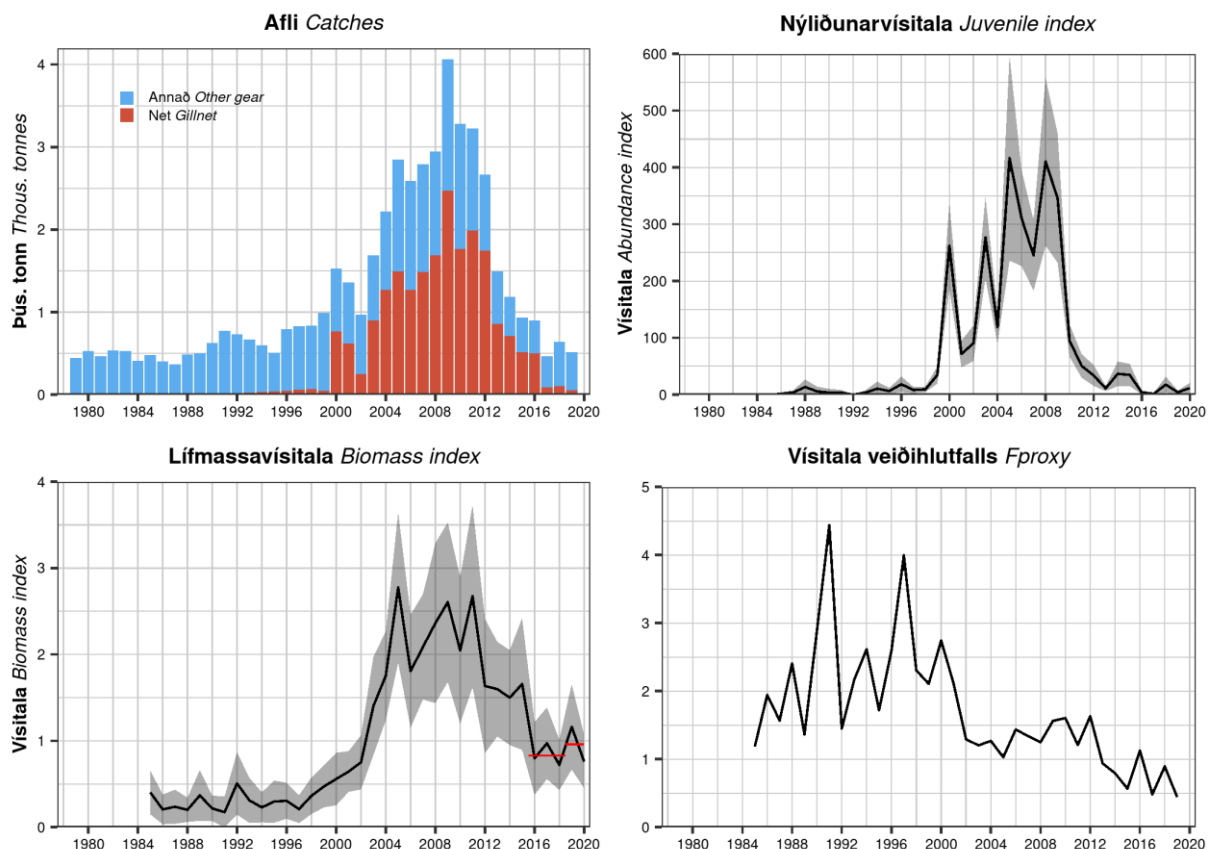 Afli Catches
Þús. tonn Thous. tonnes
4
3
2
1
0
Annað Other gear
Net Gillnet
1980 1984 1988 1992 1996 2000 2004 2008 2012 2016 2020
Nýliðunarvísitala Juvenile index
Vísitala Abundance index
600
500
400
300
200
100
0
1980 1984 1988 1992 1996 2000 2004 2008 2012 2016 2020
Lífmassavísitala Biomass index
Vísitala Biomass index
4
3
2
1
0
1980 1984 1988 1992 1996 2000 2004 2008 2012 2016 2020
Vísitala veiðihlutfalls Fproxy
5
4
3
2
1
0
1980 1984 1988 1992 1996 2000 2004 2008 2012 2016 2020